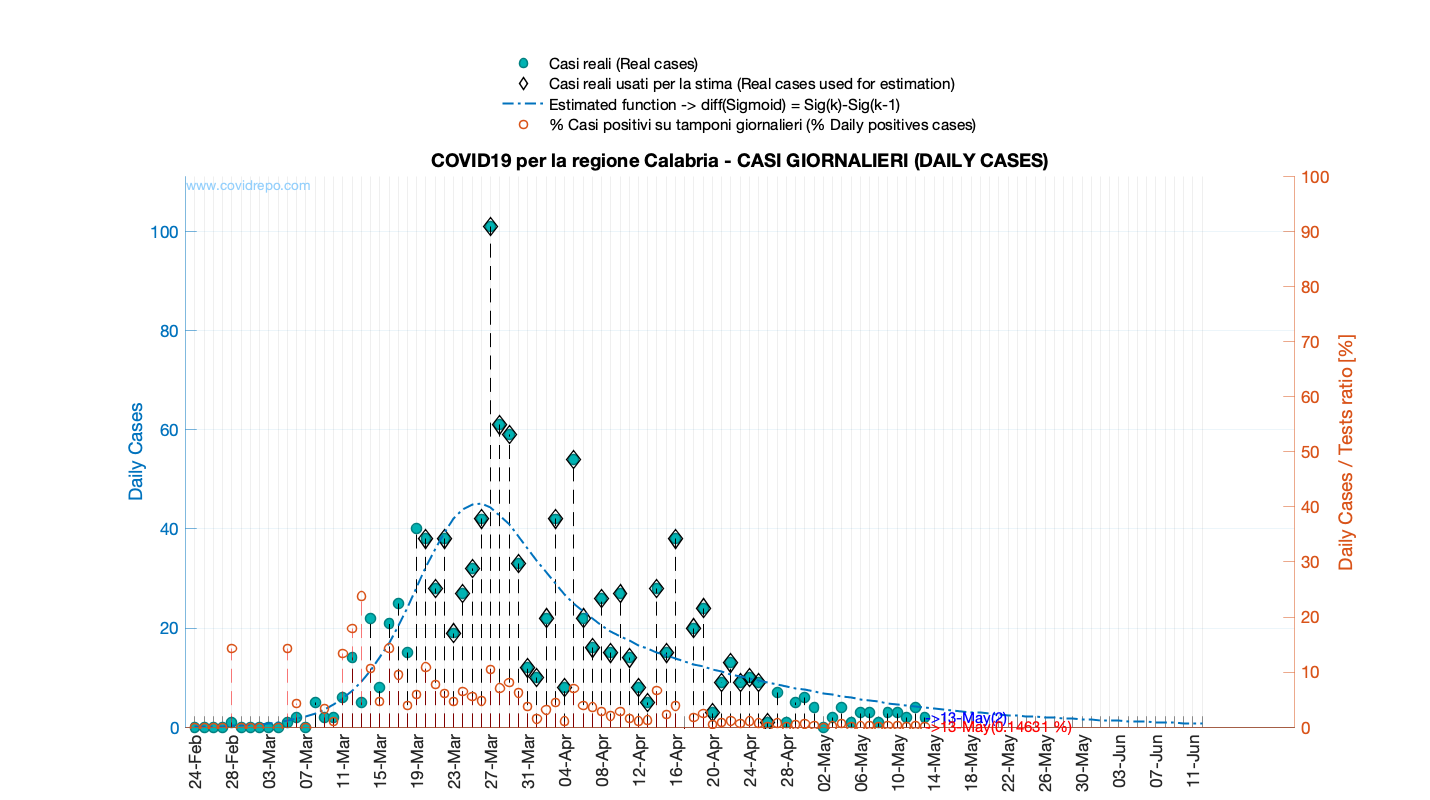 Casi reali (Real cases)
Casi reali usati per la stima (Real cases used for estimation)
Estimated function -> diff(Sigmoid) = Sig(k)-Sig(k-1)
% Casi positivi su tamponi giornalieri (% Daily positives cases)
COVID19 per la regione Calabria - CASI GIORNALIERI (DAILY CASES)
www.covidrepo.com
100
80
60
40
20
0
Daily Cases
100
90
80
70
60
50
40
30
20
10
0
Daily Cases / Tests ratio [%]
->13-May(2)
->13-May(0.14631 %)
24-Feb
28-Feb
03-Mar
07-Mar
11-Mar
15-Mar
19-Mar
23-Mar
27-Mar
31-Mar
04-Apr
08-Apr
12-Apr
16-Apr
20-Apr
24-Apr
28-Apr
02-May
06-May
10-May
14-May
18-May
22-May
26-May
30-May
03-Jun
07-Jun
11-Jun